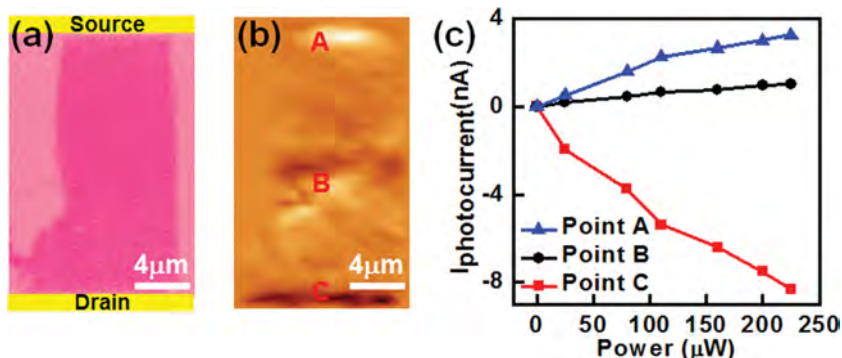 (a)
Source
4μm
Drain
(b)
A
B
C
4μm
(c)
4
0
-4
-8
Iphotocurrent(nA)
Point A
Point B
Point C
0 50 100 150 200 250
Power (μW)